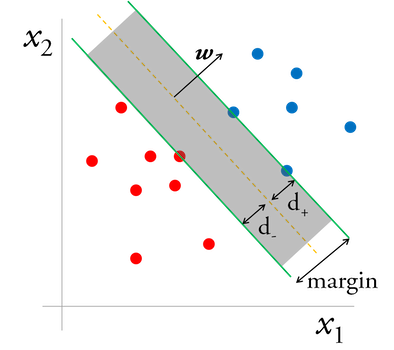 x₂
w
d₊
d₋
margin
x₁